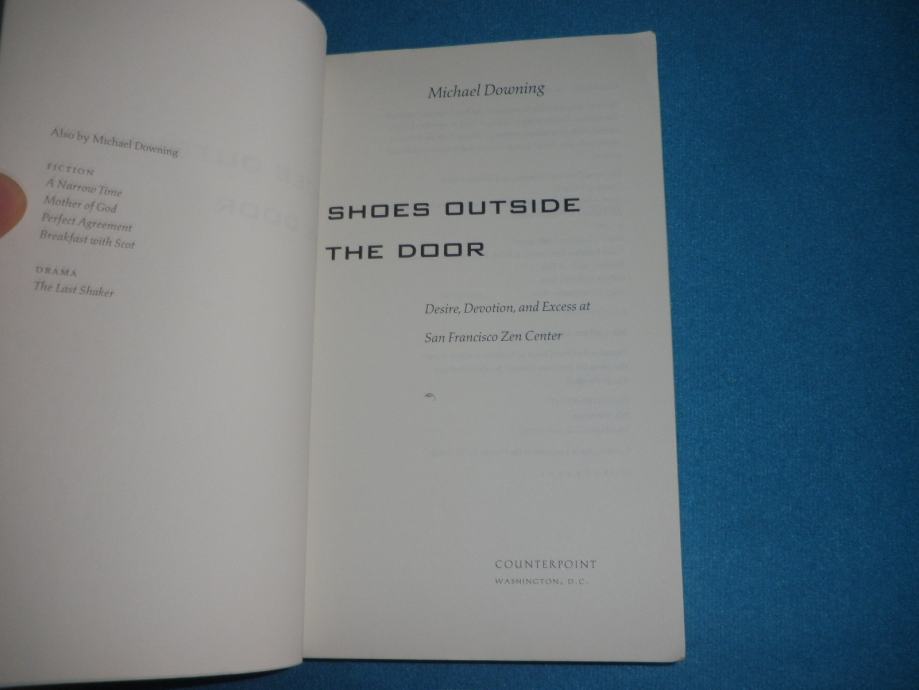 Also by Michael Downing
FICTION
A Narrow Time
Mother of God
Perfect Agreement
Breakfast with Scot
DRAMA
The Last Shaker
Michael Downing
SHOES OUTSIDE
THE DOOR
Desire, Devotion, and Excess at
San Francisco Zen Center
COUNTERPOINT
WASHINGTON, D.C.